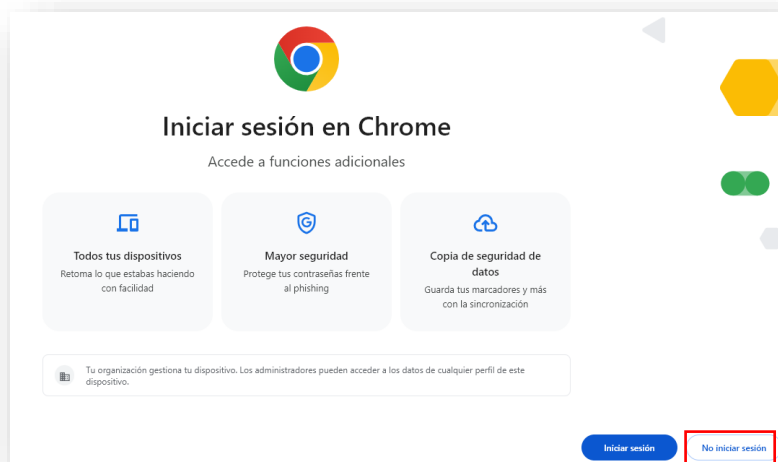 Iniciar sesión en Chrome
Accede a funciones adicionales
Todos tus dispositivos
Retoma lo que estabas haciendo
con facilidad
Mayor seguridad
Protege tus contraseñas frente
al phishing
Copia de seguridad de
datos
Guarda tus marcadores y más
con la sincronización
Tu organización gestiona tu dispositivo. Los administradores pueden acceder a los datos de cualquier perfil de este
dispositivo.
Iniciar sesión
No iniciar sesión